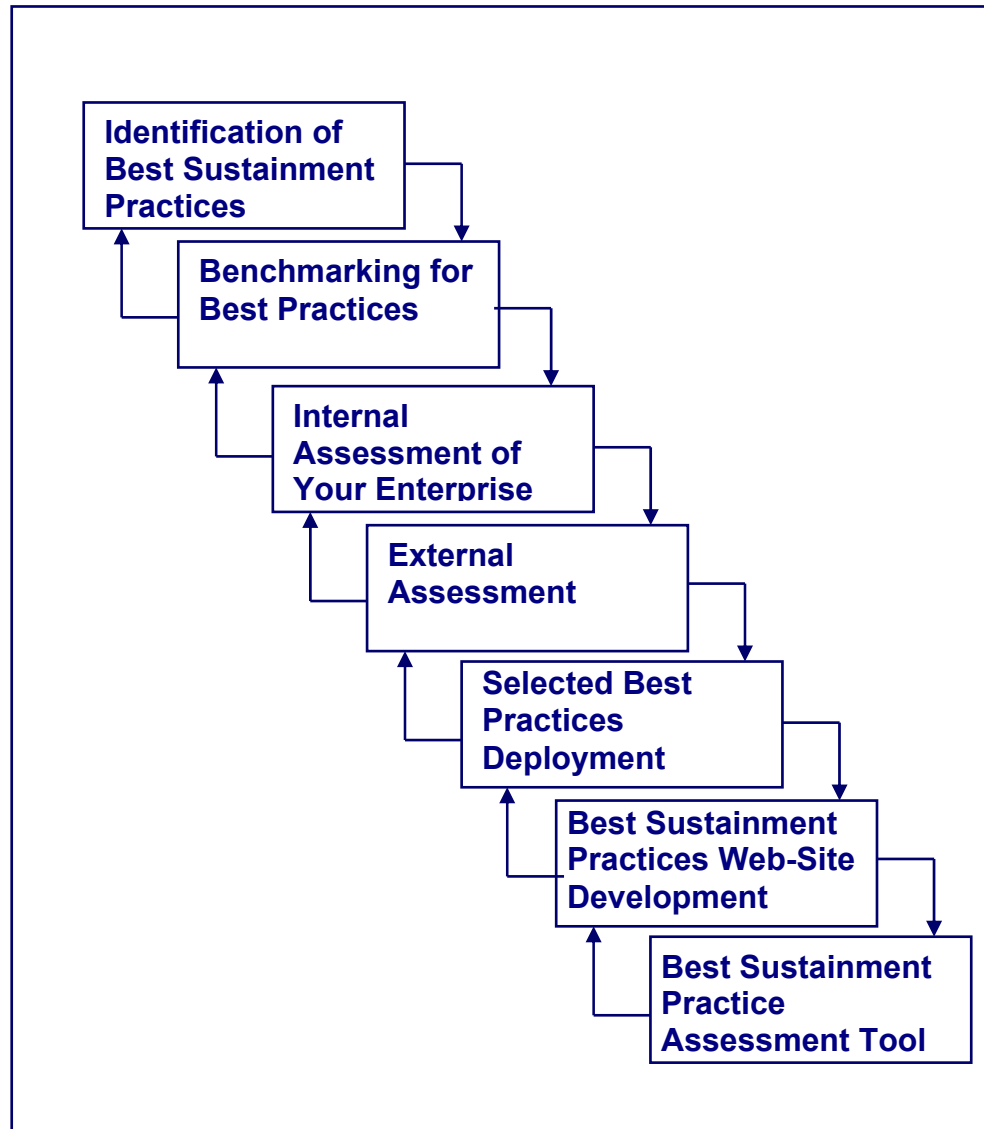 Identification of
Best Sustainment
Practices
Benchmarking for
Best Practices
Internal
Assessment of
Your Enterprise
External
Assessment
Selected Best
Practices
Deployment
Best Sustainment
Practices Web-Site
Development
Best Sustainment
Practice
Assessment Tool